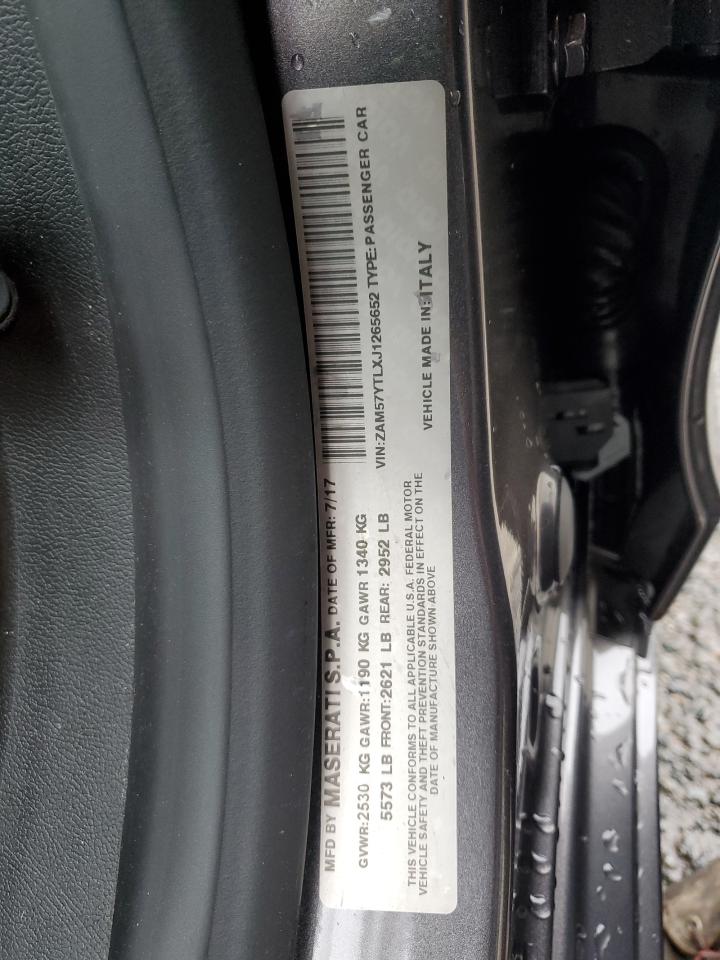 MFD BY MASERATI S.P.A. DATE OF MFR: 7/17
GVWR:2530 KG GAWR:1190 KG GAWR 1340 KG
5573 LB FRONT:2621 LB REAR: 2952 LB
THIS VEHICLE CONFORMS TO ALL APPLICABLE U.S.A. FEDERAL MOTOR
VEHICLE SAFETY AND THEFT PREVENTION STANDARDS IN EFFECT ON THE
DATE OF MANUFACTURE SHOWN ABOVE
VIN:ZAM57YTLXJ1265652 TYPE:PASSENGER CAR
VEHICLE MADE IN:ITALY